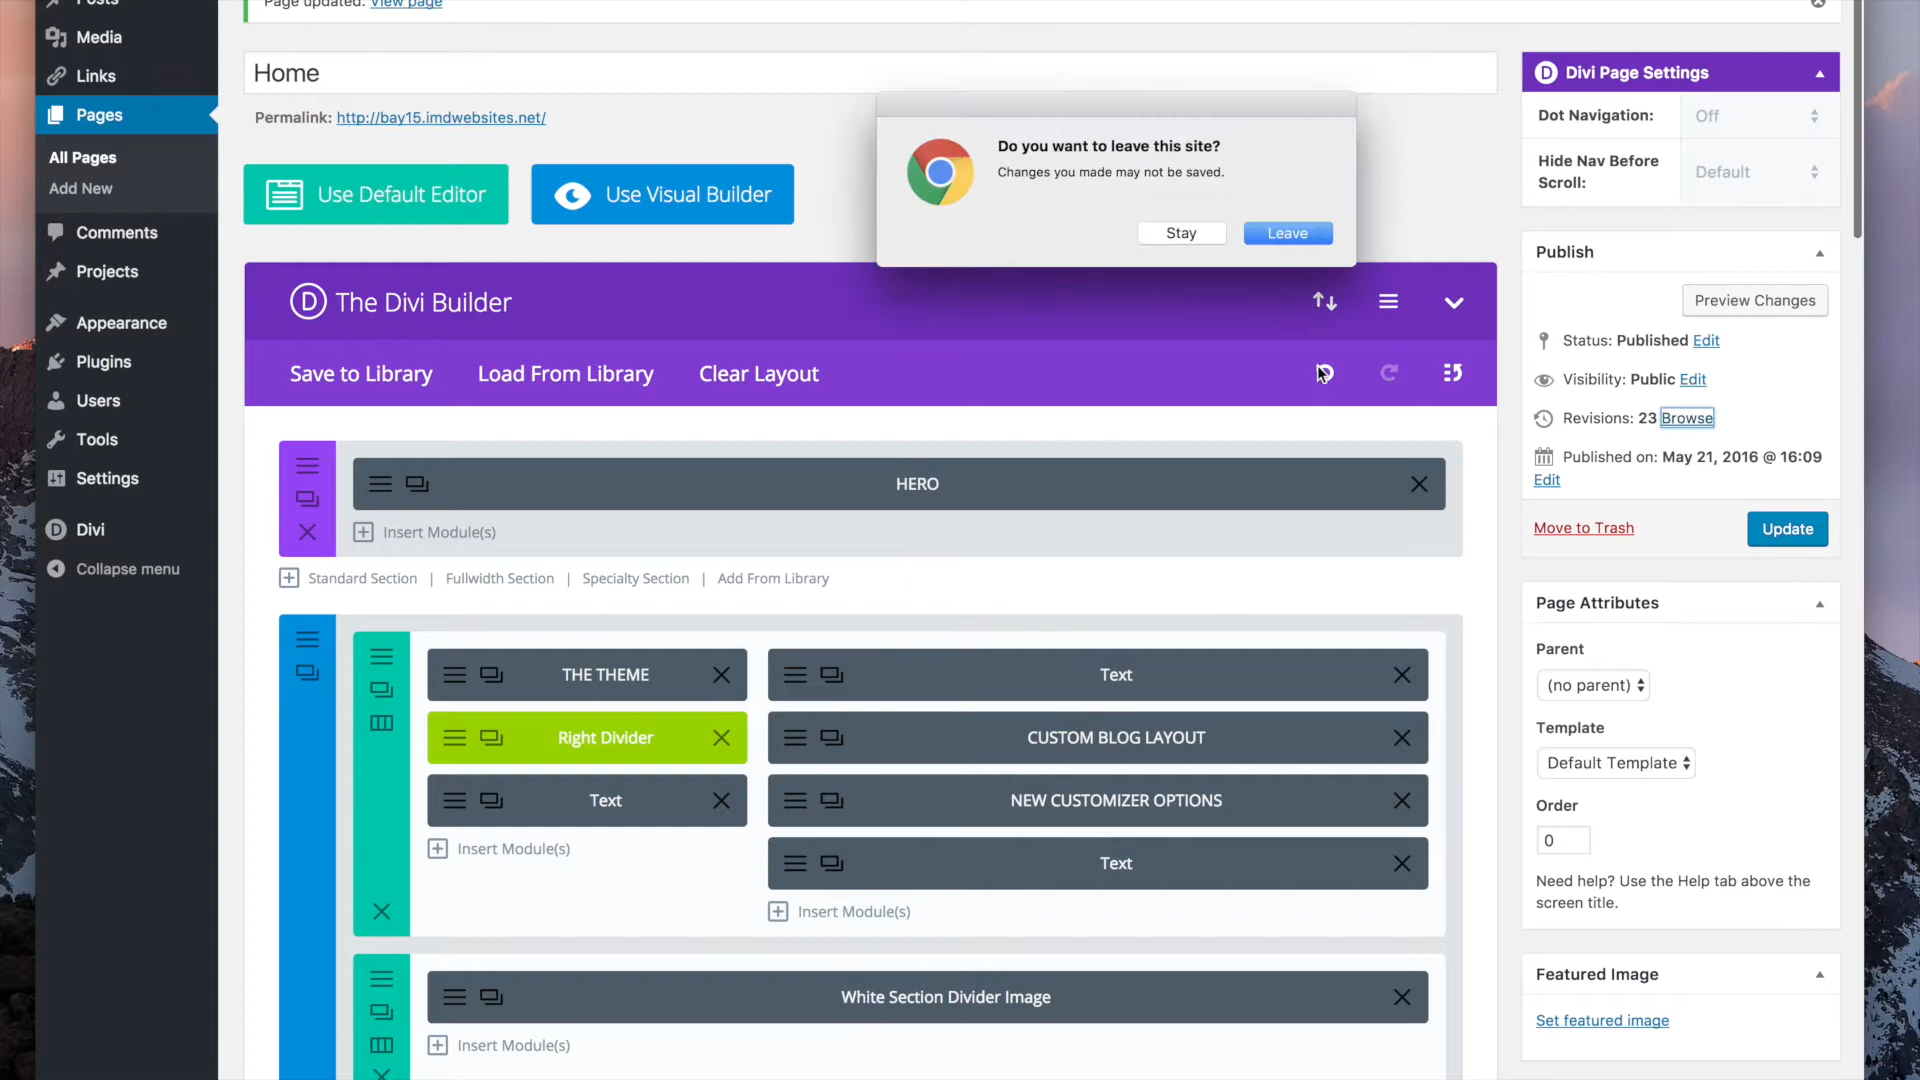 Posts
Media
Links
Pages
All Pages
Add New
Comments
Projects
Appearance
Plugins
Users
Tools
Settings
Divi
Collapse menu
Page updated. View page
Home
Permalink: http://bay15.imdwebsites.net/
Use Default Editor
Use Visual Builder
Do you want to leave this site?
Changes you made may not be saved.
Stay
Leave
The Divi Builder
Save to Library
Load From Library
Clear Layout
HERO
Insert Module(s)
Standard Section | Fullwidth Section | Specialty Section | Add From Library
THE THEME
Right Divider
Text
Insert Module(s)
Text
CUSTOM BLOG LAYOUT
NEW CUSTOMIZER OPTIONS
Text
Insert Module(s)
White Section Divider Image
Insert Module(s)
Divi Page Settings
Dot Navigation: Off
Hide Nav Before
Scroll:
Default
Publish
Preview Changes
Status: Published Edit
Visibility: Public Edit
Revisions: 23 Browse
Published on: May 21, 2016 @ 16:09
Edit
Move to Trash
Update
Page Attributes
Parent
(no parent)
Template
Default Template
Order
0
Need help? Use the Help tab above the
screen title.
Featured Image
Set featured image